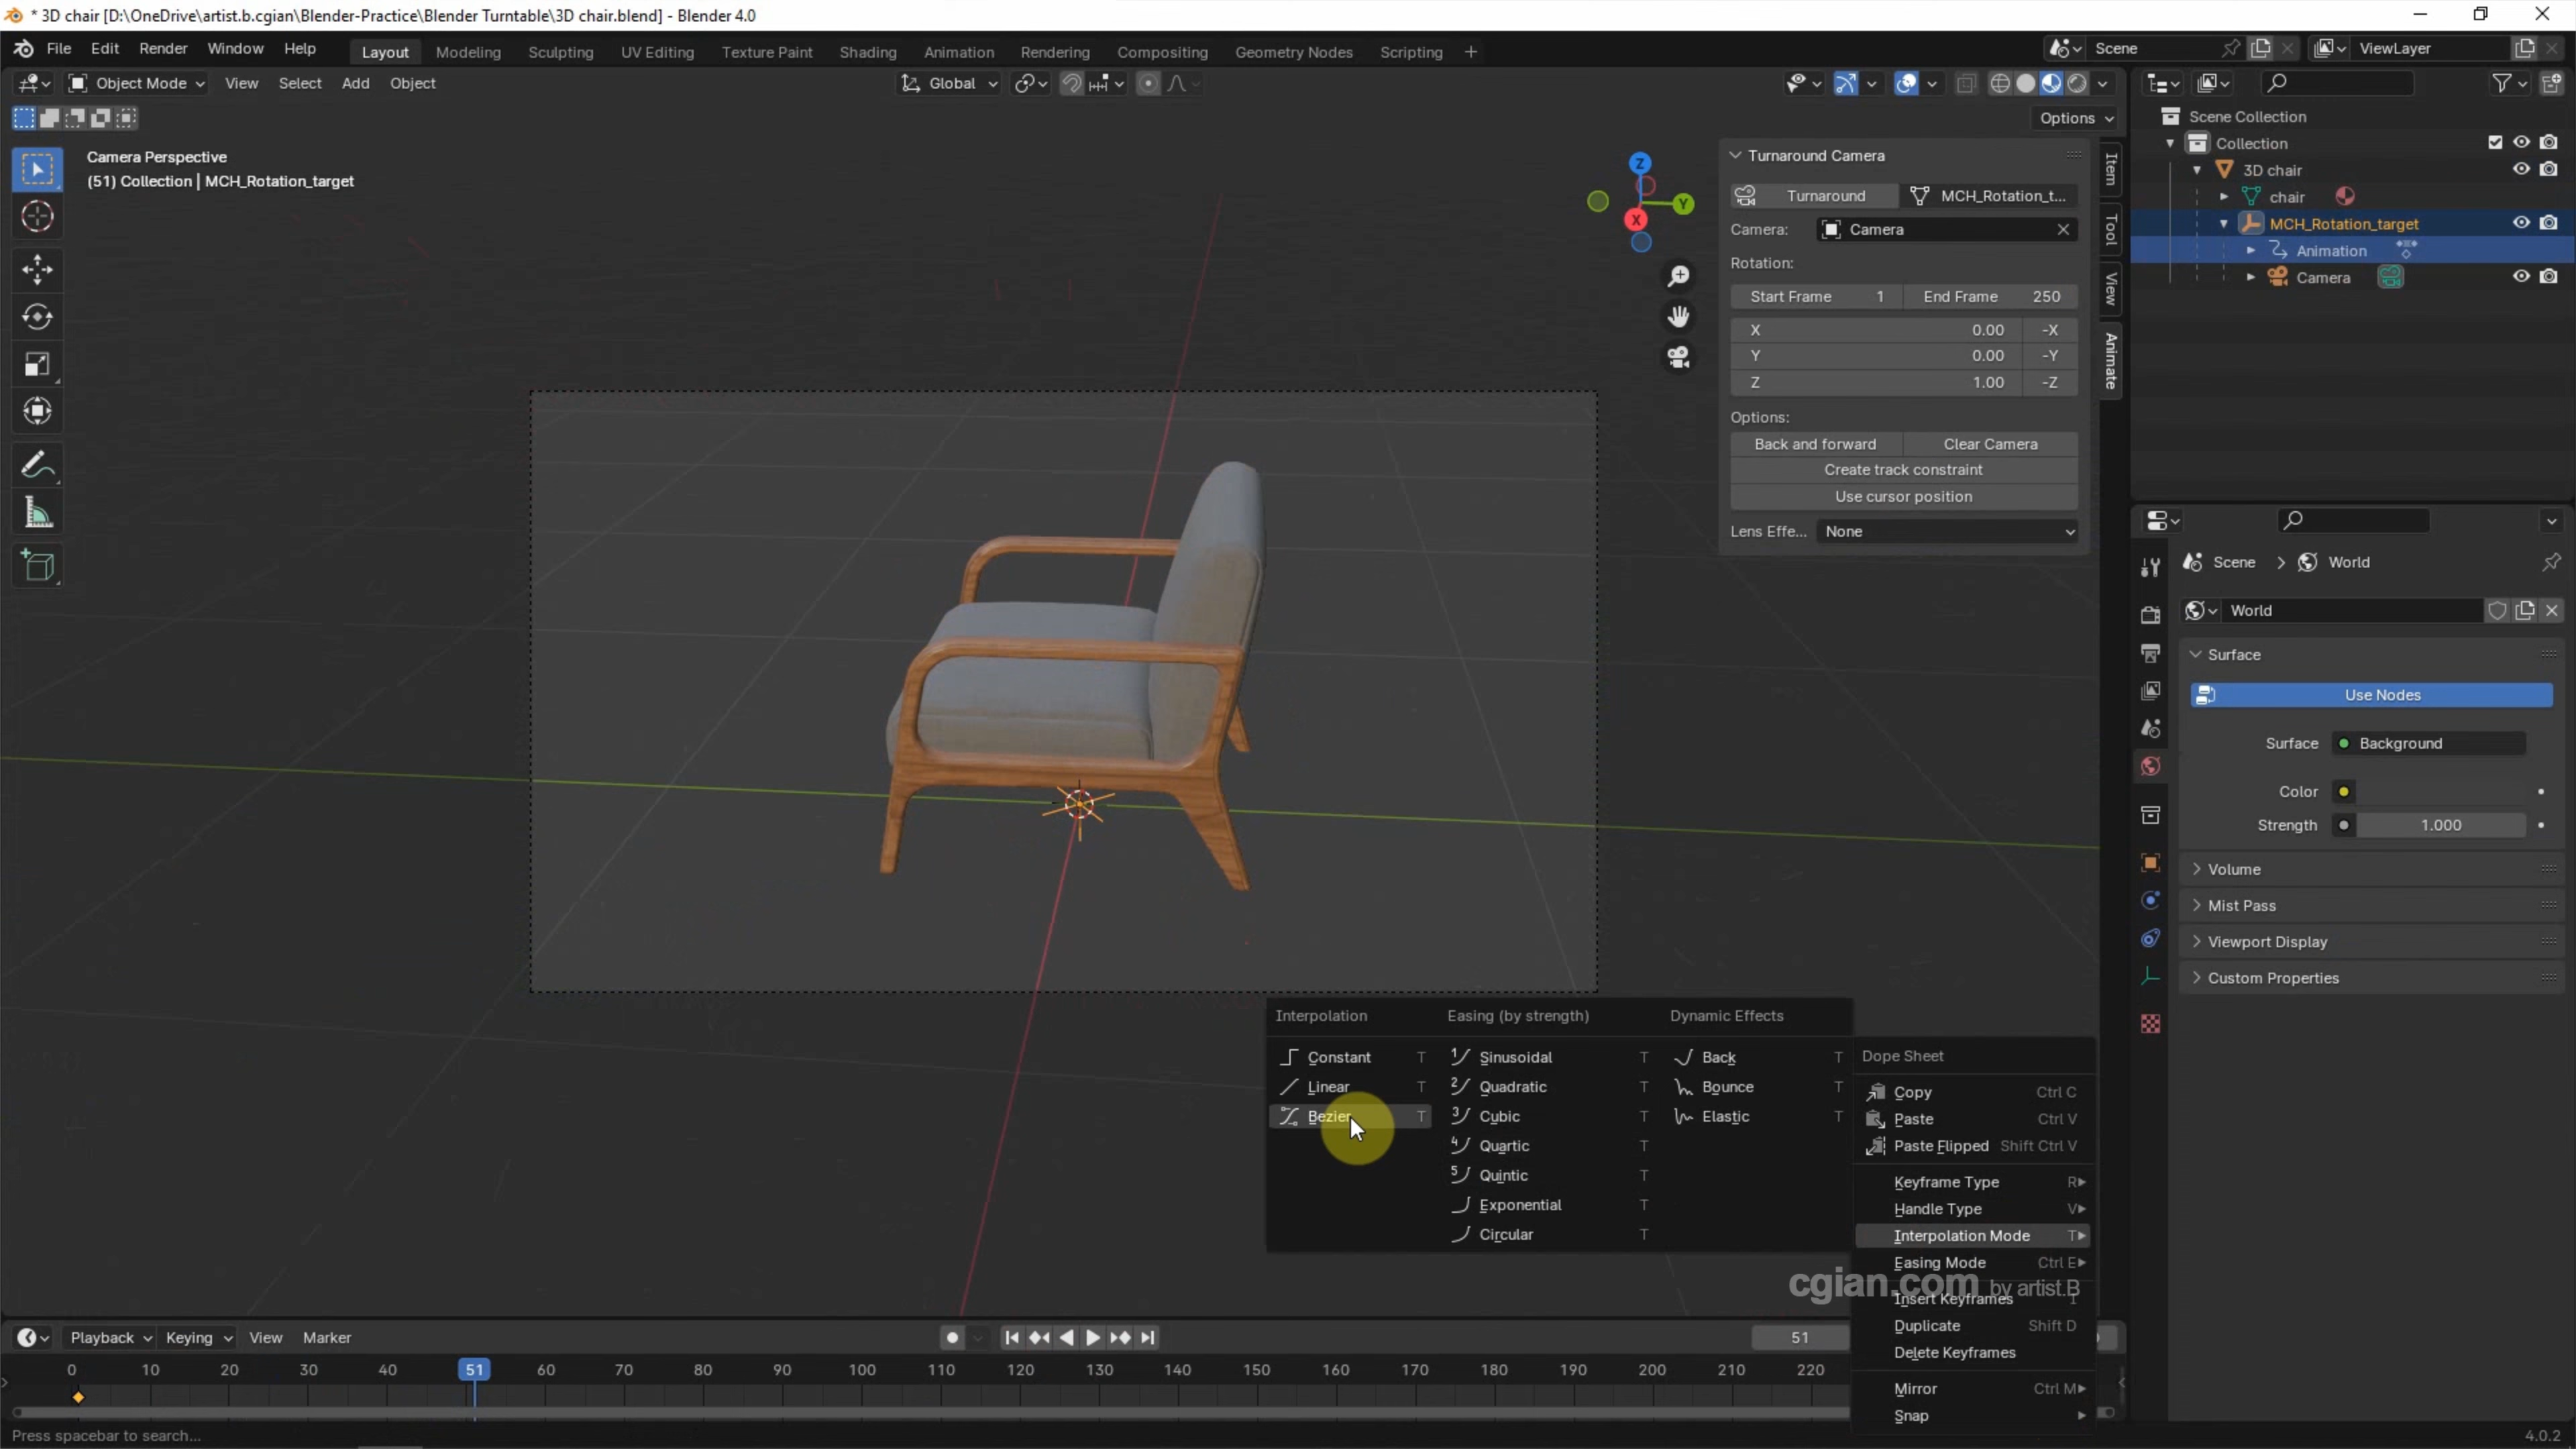 * 3D chair [D:\OneDrive\artist.b.cgian\Blender-Practice\Blender Turntable\3D chair.blend] - Blender 4.0
File Edit Render Window Help Layout Modeling Sculpting UV Editing Texture Paint Shading Animation Rendering Compositing Geometry Nodes Scripting + Scene ViewLayer
Object Mode View Select Add Object Global
Options
Camera Perspective
(51) Collection | MCH_Rotation_target
Z
Y
X
Turnaround Camera
Turnaround MCH_Rotation_t...
Camera: Camera
Rotation:
Start Frame 1 End Frame 250
X 0.00 -X
Y 0.00 -Y
Z 1.00 -Z
Options:
Back and forward Clear Camera
Create track constraint
Use cursor position
Lens Effe... None
Item
Tool
View
Animate
Scene Collection
Collection
3D chair
chair
MCH_Rotation_target
Animation
Camera
Scene > World
World
Surface
Use Nodes
Surface Background
Color
Strength 1.000
Volume
Mist Pass
Viewport Display
Custom Properties
Interpolation Easing (by strength) Dynamic Effects
Constant T 1 Sinusoidal T Back T
Linear T 2 Quadratic T Bounce T
Bezier T 3 Cubic T Elastic T
4 Quartic T
5 Quintic T
Exponential T
Circular T
Dope Sheet
Copy Ctrl C
Paste Ctrl V
Paste Flipped Shift Ctrl V
Keyframe Type R
Handle Type V
Interpolation Mode T
Easing Mode Ctrl E
cgian.com by artist.B
Insert Keyframes I
Duplicate Shift D
Delete Keyframes
Mirror Ctrl M
Snap
Playback Keying View Marker 51
0 10 20 30 40 51 60 70 80 90 100 110 120 130 140 150 160 170 180 190 200 210 220
Press spacebar to search... 4.0.2